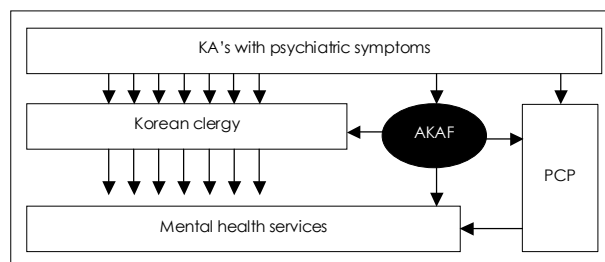 KA's with psychiatric symptoms
Korean clergy
AKAF
PCP
Mental health services